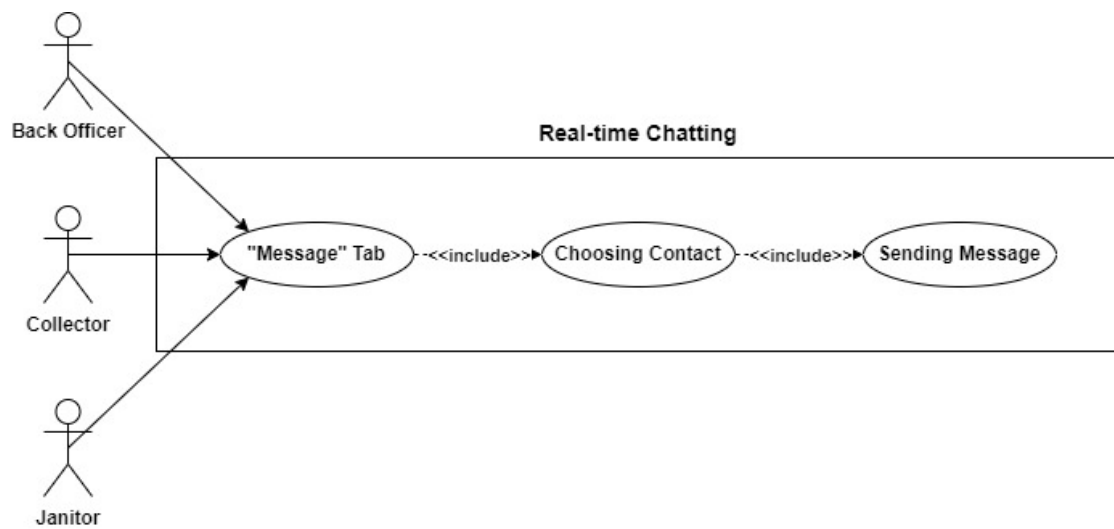 Back Officer
Real-time Chatting
"Message" Tab
<<include>>
Choosing Contact
<<include>>
Sending Message
Collector
Janitor